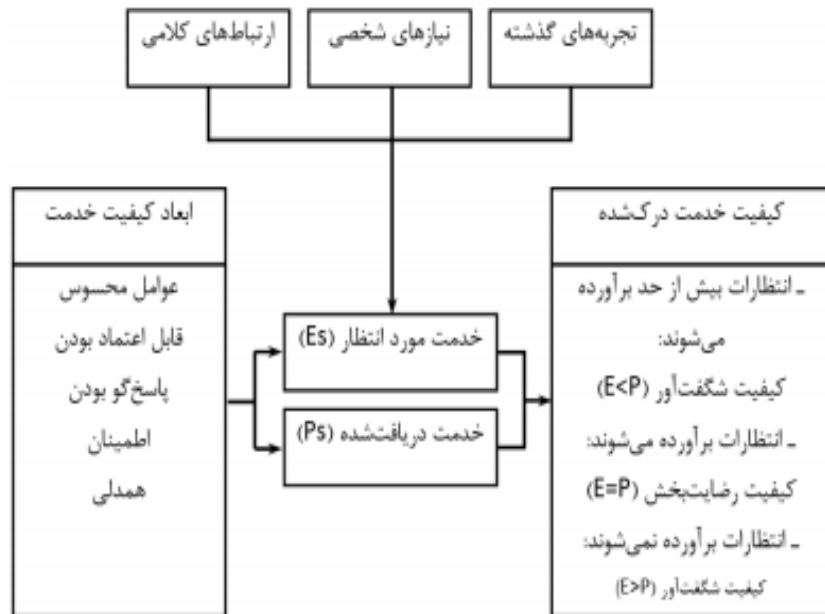 تجربه‌های گذشته
نیازهای شخصی
ارتباط‌های کلامی
کیفیت خدمت درک‌شده
ـ انتظارات بیش از حد برآورده
می‌شوند:
کیفیت شگفت‌آور (E<P)
ـ انتظارات برآورده می‌شوند:
کیفیت رضایت‌بخش (E=P)
ـ انتظارات برآورده نمی‌شوند:
کیفیت شگفت‌آور (E>P)
خدمت مورد انتظار (Es)
خدمت دریافت‌شده (Ps)
ابعاد کیفیت خدمت
عوامل محسوس
قابل اعتماد بودن
پاسخ‌گو بودن
اطمینان
همدلی